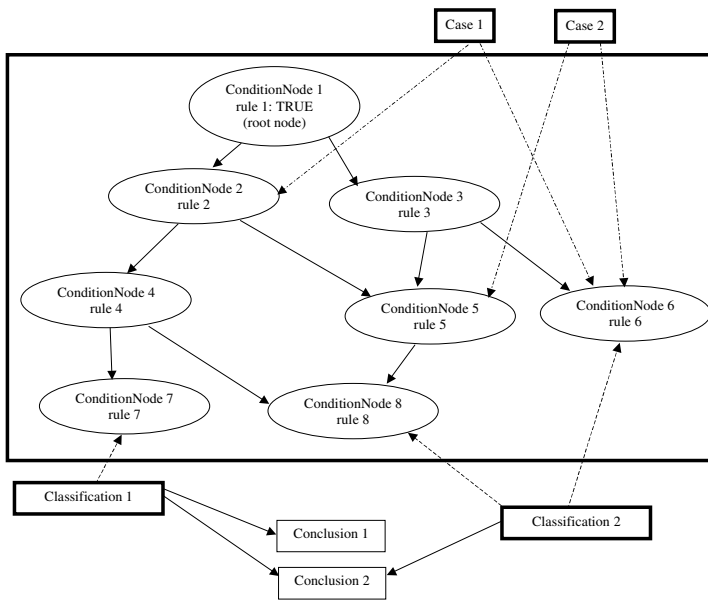 Case 1
Case 2
ConditionNode 1
rule 1: TRUE
(root node)
ConditionNode 2
rule 2
ConditionNode 3
rule 3
ConditionNode 4
rule 4
ConditionNode 5
rule 5
ConditionNode 6
rule 6
ConditionNode 7
rule 7
ConditionNode 8
rule 8
Classification 1
Classification 2
Conclusion 1
Conclusion 2